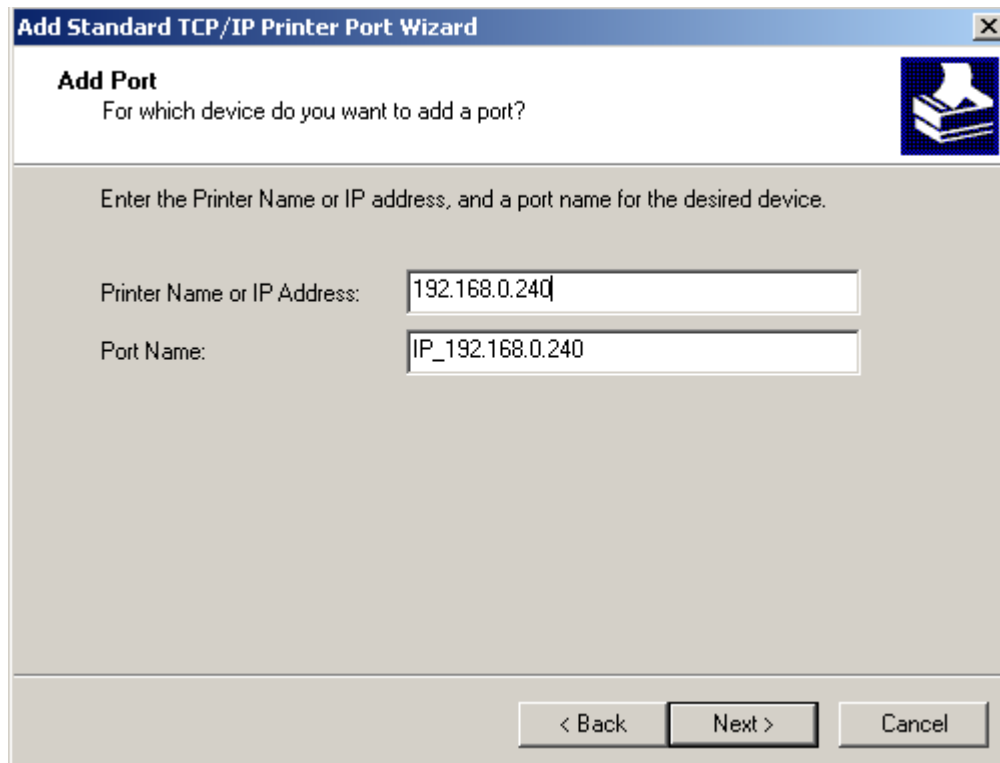 Add Standard TCP/IP Printer Port Wizard
Add Port
For which device do you want to add a port?
Enter the Printer Name or IP address, and a port name for the desired device.
Printer Name or IP Address: 192.168.0.240
Port Name: IP_192.168.0.240
< Back Next > Cancel